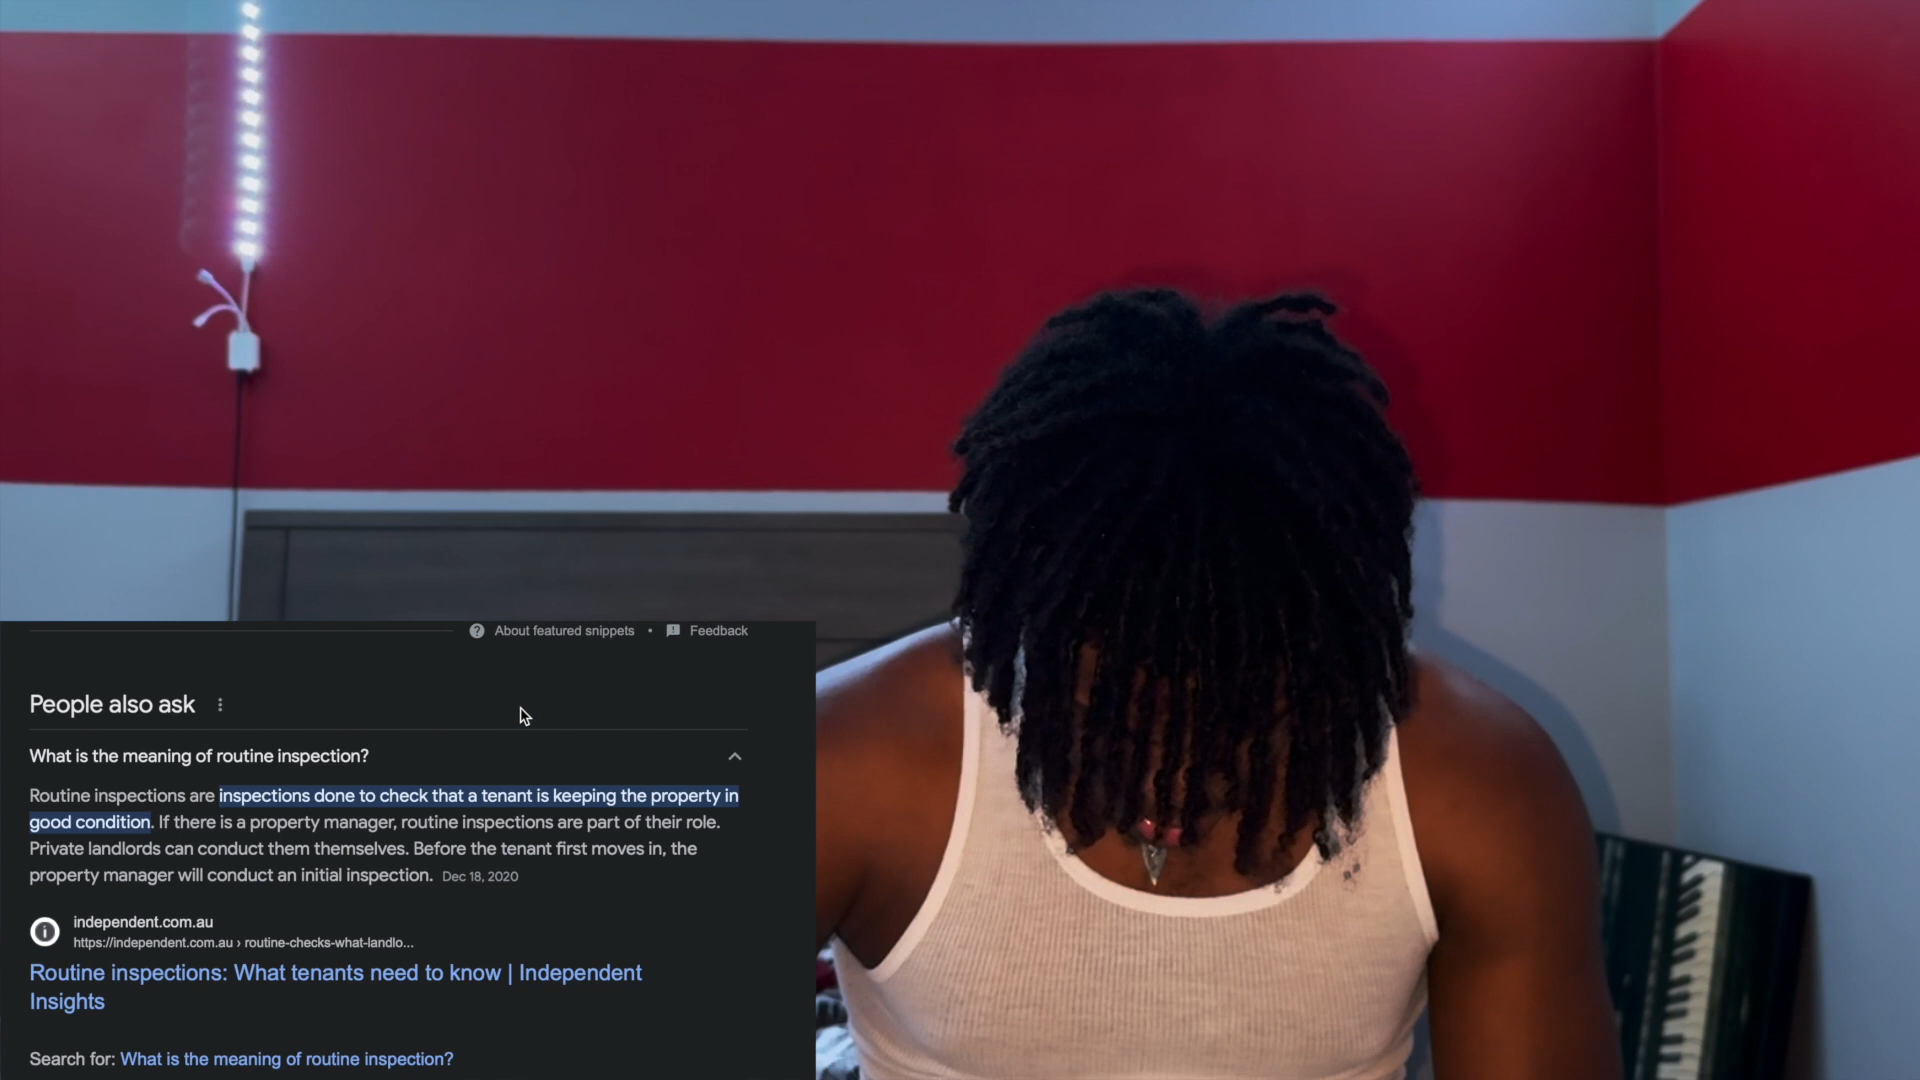 About featured snippets • Feedback
People also ask
What is the meaning of routine inspection?
Routine inspections are inspections done to check that a tenant is keeping the property in
good condition. If there is a property manager, routine inspections are part of their role.
Private landlords can conduct them themselves. Before the tenant first moves in, the
property manager will conduct an initial inspection. Dec 18, 2020
independent.com.au
https://independent.com.au › routine-checks-what-landlo...
Routine inspections: What tenants need to know | Independent
Insights
Search for: What is the meaning of routine inspection?